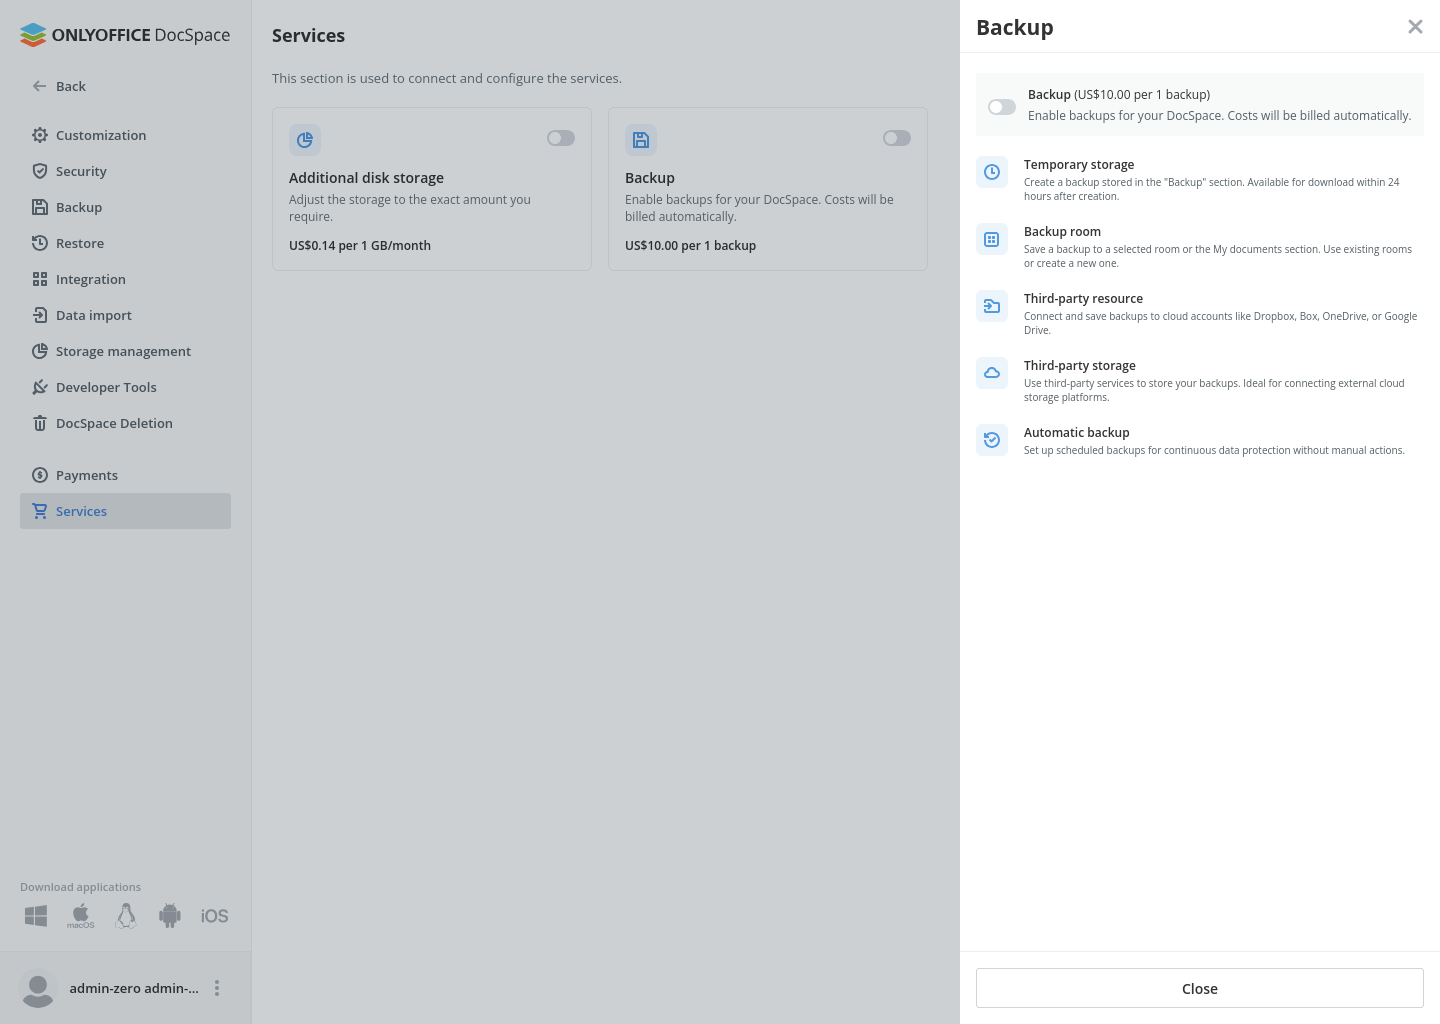 ONLYOFFICE DocSpace
Back
Customization
Security
Backup
Restore
Integration
Data import
Storage management
Developer Tools
DocSpace Deletion
Payments
Services
Download applications
macOS
iOS
admin-zero admin-...
Services
This section is used to connect and configure the services.
Additional disk storage
Adjust the storage to the exact amount you
require.
US$0.14 per 1 GB/month
Backup
Enable backups for your DocSpace. Costs will be
billed automatically.
US$10.00 per 1 backup
Backup
Backup (US$10.00 per 1 backup)
Enable backups for your DocSpace. Costs will be billed automatically.
Temporary storage
Create a backup stored in the "Backup" section. Available for download within 24
hours after creation.
Backup room
Save a backup to a selected room or the My documents section. Use existing rooms
or create a new one.
Third-party resource
Connect and save backups to cloud accounts like Dropbox, Box, OneDrive, or Google
Drive.
Third-party storage
Use third-party services to store your backups. Ideal for connecting external cloud
storage platforms.
Automatic backup
Set up scheduled backups for continuous data protection without manual actions.
Close